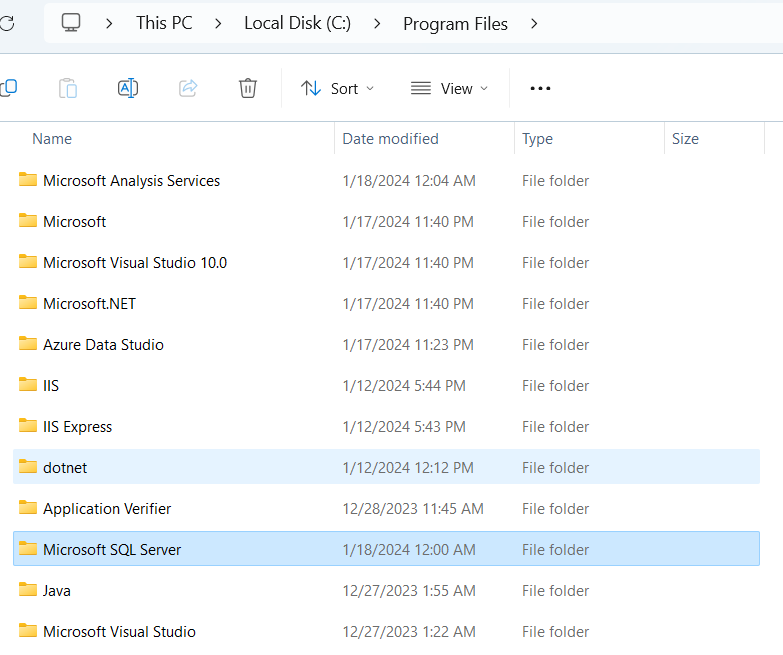 This PC > Local Disk (C:) > Program Files >
Sort View
Name Date modified Type Size
Microsoft Analysis Services 1/18/2024 12:04 AM File folder
Microsoft 1/17/2024 11:40 PM File folder
Microsoft Visual Studio 10.0 1/17/2024 11:40 PM File folder
Microsoft.NET 1/17/2024 11:40 PM File folder
Azure Data Studio 1/17/2024 11:23 PM File folder
IIS 1/12/2024 5:44 PM File folder
IIS Express 1/12/2024 5:43 PM File folder
dotnet 1/12/2024 12:12 PM File folder
Application Verifier 12/28/2023 11:45 AM File folder
Microsoft SQL Server 1/18/2024 12:00 AM File folder
Java 12/27/2023 1:55 AM File folder
Microsoft Visual Studio 12/27/2023 1:22 AM File folder